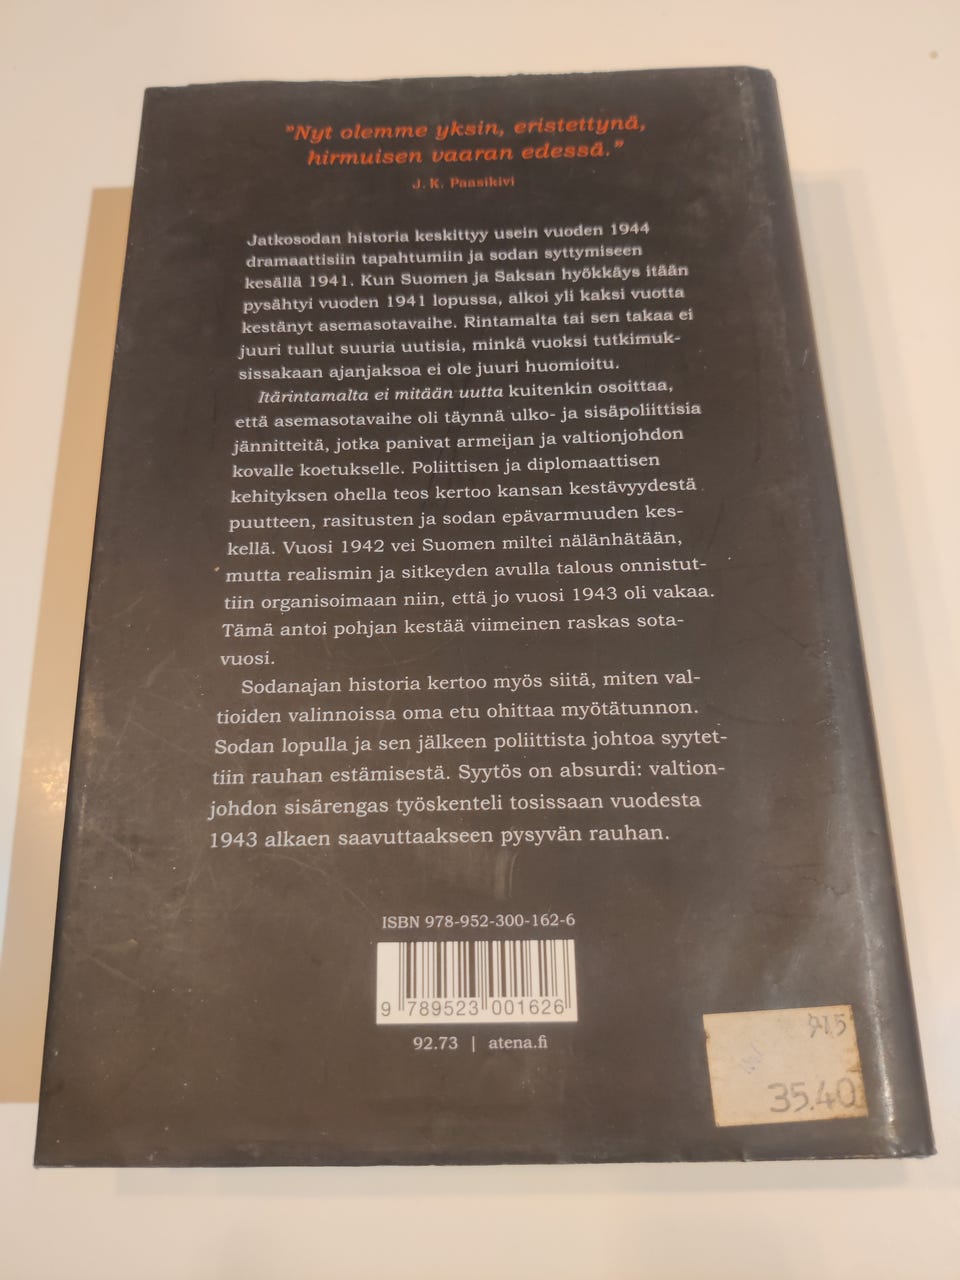 "Nyt olemme yksin, eristettynä,
hirmuisen vaaran edessä."
J. K. Paasikivi
Jatkosodan historia keskittyy usein vuoden 1944
dramaattisiin tapahtumiin ja sodan syttymiseen
kesällä 1941. Kun Suomen ja Saksan hyökkäys itään
pysähtyi vuoden 1941 lopussa, alkoi yli kaksi vuotta
kestänyt asemasotavaihe. Rintamalta tai sen takaa ei
juuri tullut suuria uutisia, minkä vuoksi tutkimuk-
sissakaan ajanjaksoa ei ole juuri huomioitu.
Itärintamalta ei mitään uutta kuitenkin osoittaa,
että asemasotavaihe oli täynnä ulko- ja sisäpoliittisia
jännitteitä, jotka panivat armeijan ja valtionjohdon
kovalle koetukselle. Poliittisen ja diplomaattisen
kehityksen ohella teos kertoo kansan kestävyydestä
puutteen, rasitusten ja sodan epävarmuuden kes-
kellä. Vuosi 1942 vei Suomen miltei nälänhätään,
mutta realismin ja sitkeyden avulla talous onnistut-
tiin organisoimaan niin, että jo vuosi 1943 oli vakaa.
Tämä antoi pohjan kestää viimeinen raskas sota-
vuosi.
Sodanajan historia kertoo myös siitä, miten val-
tioiden valinnoissa oma etu ohittaa myötätunnon.
Sodan lopulla ja sen jälkeen poliittista johtoa syytet-
tiin rauhan estämisestä. Syytös on absurdi: valtion-
johdon sisärengas työskenteli tosissaan vuodesta
1943 alkaen saavuttaakseen pysyvän rauhan.
ISBN 978-952-300-162-6
9 789523 001626
92.73 | atena.fi
35.40